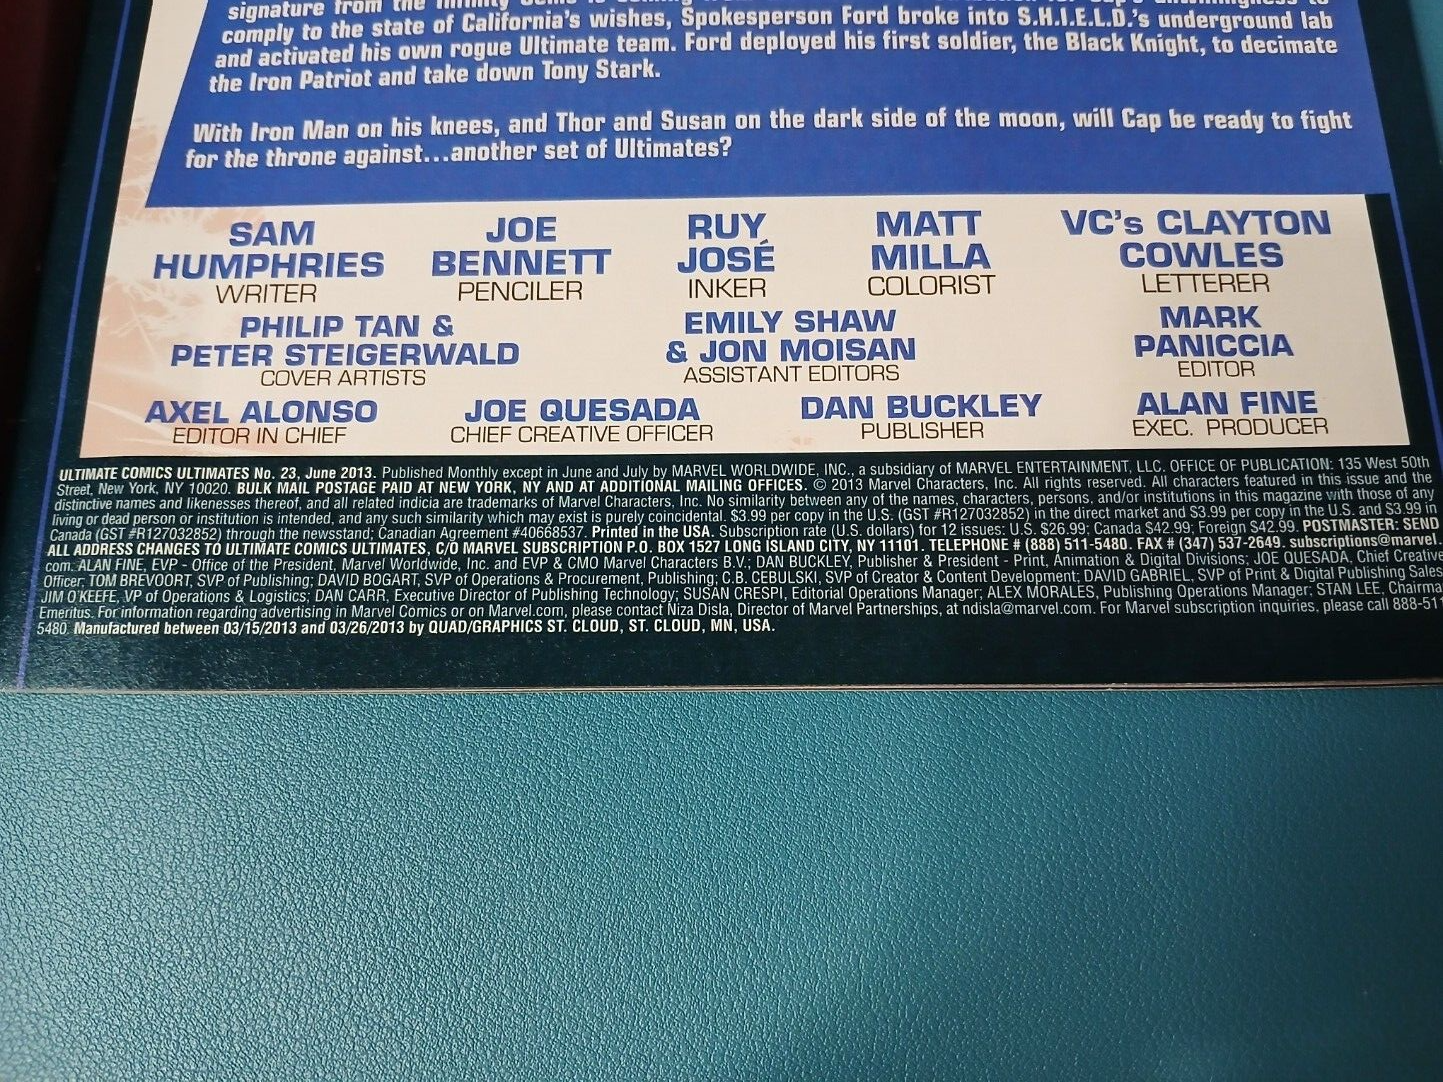 signature from the Infinity
comply to the state of California's wishes, Spokesperson Ford broke into S.H.I.E.L.D.'s underground lab
and activated his own rogue Ultimate team. Ford deployed his first soldier, the Black Knight, to decimate
the Iron Patriot and take down Tony Stark.
With Iron Man on his knees, and Thor and Susan on the dark side of the moon, will Cap be ready to fight
for the throne against...another set of Ultimates?
SAM HUMPHRIES
WRITER
JOE BENNETT
PENCILER
RUY JOSÉ
INKER
MATT MILLA
COLORIST
VC's CLAYTON COWLES
LETTERER
PHILIP TAN &
PETER STEIGERWALD
COVER ARTISTS
EMILY SHAW
& JON MOISAN
ASSISTANT EDITORS
MARK PANICCIA
EDITOR
AXEL ALONSO
EDITOR IN CHIEF
JOE QUESADA
CHIEF CREATIVE OFFICER
DAN BUCKLEY
PUBLISHER
ALAN FINE
EXEC. PRODUCER
ULTIMATE COMICS ULTIMATES No. 23, June 2013. Published Monthly except in June and July by MARVEL WORLDWIDE, INC., a subsidiary of MARVEL ENTERTAINMENT, LLC. OFFICE OF PUBLICATION: 135 West 50th
Street, New York, NY 10020. BULK MAIL POSTAGE PAID AT NEW YORK, NY AND AT ADDITIONAL MAILING OFFICES. © 2013 Marvel Characters, Inc. All rights reserved. All characters featured in this issue and the
distinctive names and likenesses thereof, and all related indicia are trademarks of Marvel Characters, Inc. No similarity between any of the names, characters, persons, and/or institutions in this magazine with those of any
living or dead person or institution is intended, and any such similarity which may exist is purely coincidental. $3.99 per copy in the U.S. (GST #R127032852) in the direct market and $3.99 per copy in the U.S. and $3.99 in
Canada (GST #R127032852) through the newsstand; Canadian Agreement #40668537. Printed in the USA. Subscription rate (U.S. dollars) for 12 issues: U.S. $26.99; Canada $42.99; Foreign $42.99. POSTMASTER: SEND
ALL ADDRESS CHANGES TO ULTIMATE COMICS ULTIMATES, C/O MARVEL SUBSCRIPTION P.O. BOX 1527 LONG ISLAND CITY, NY 11101. TELEPHONE # (888) 511-5480. FAX # (347) 537-2649. subscriptions@marvel.
com. ALAN FINE, EVP - Office of the President, Marvel Worldwide, Inc. and EVP & CMO Marvel Characters B.V.; DAN BUCKLEY, Publisher & President - Print, Animation & Digital Divisions; JOE QUESADA, Chief Creative
Officer; TOM BREVOORT, SVP of Publishing; DAVID BOGART, SVP of Operations & Procurement, Publishing; C.B. CEBULSKI, SVP of Creator & Content Development; DAVID GABRIEL, SVP of Print & Digital Publishing Sales;
JIM O'KEEFE, VP of Operations & Logistics; DAN CARR, Executive Director of Publishing Technology; SUSAN CRESPI, Editorial Operations Manager; ALEX MORALES, Publishing Operations Manager; STAN LEE, Chairma
Emeritus. For information regarding advertising in Marvel Comics or on Marvel.com, please contact Niza Disla, Director of Marvel Partnerships, at ndisla@marvel.com. For Marvel subscription inquiries, please call 888-511
5480. Manufactured between 03/15/2013 and 03/26/2013 by QUAD/GRAPHICS ST. CLOUD, ST. CLOUD, MN, USA.